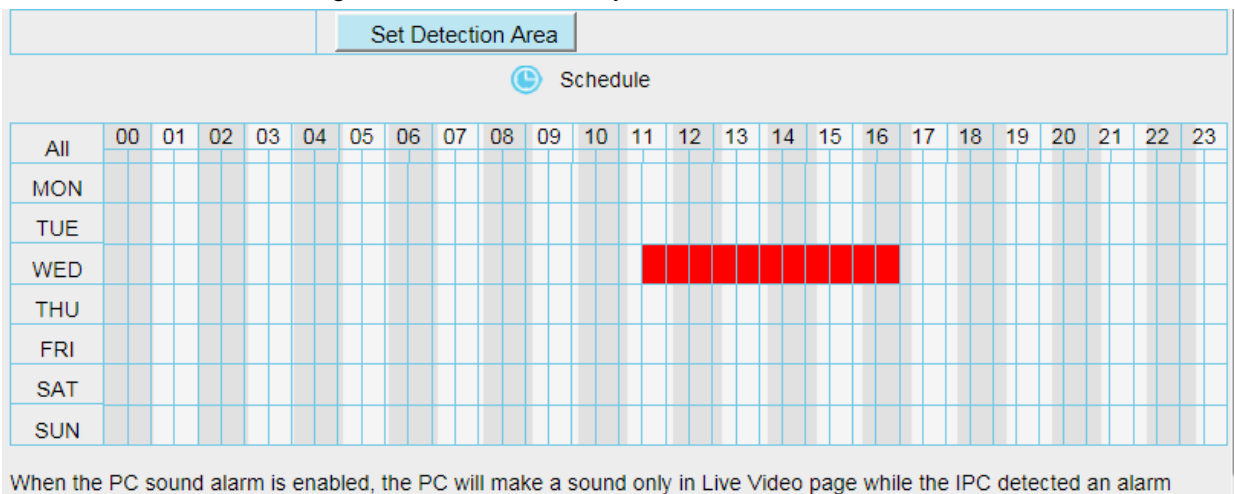 Set Detection Area
Schedule
All 00 01 02 03 04 05 06 07 08 09 10 11 12 13 14 15 16 17 18 19 20 21 22 23
MON
TUE
WED
THU
FRI
SAT
SUN
When the PC sound alarm is enabled, the PC will make a sound only in Live Video page while the IPC detected an alarm